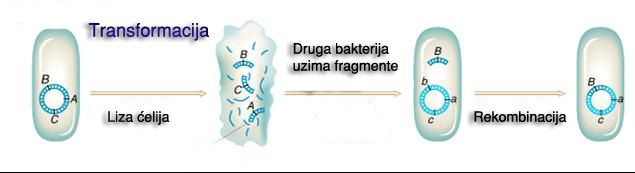 Transformacija
Liza ćelija
Druga bakterija
uzima fragmente
Rekombinacija
B
A
C
B
C
A
B
b
a
c
B
a
c